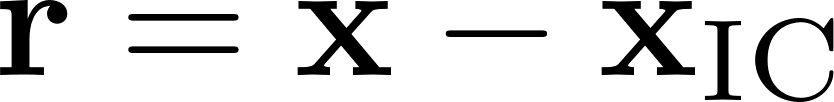 r = x − x_IC